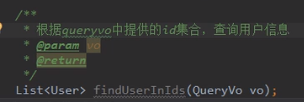 /**
* 根据queryvo中提供的id集合，查询用户信息
* @param vo
* @return
*/
List<User> findUserInIds(QueryVo vo);